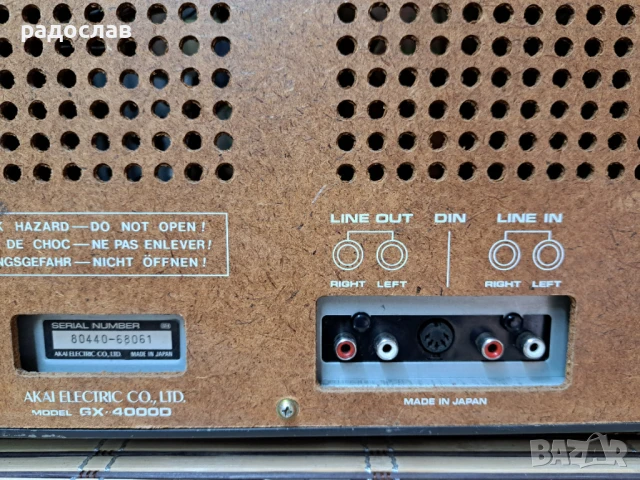 радослав
K HAZARD — DO NOT OPEN!
DE CHOC — NE PAS ENLEVER!
NGSGEFAHR — NICHT ÖFFNEN!
LINE OUT DIN LINE IN
RIGHT LEFT RIGHT LEFT
SERIAL NUMBER
80440-68061
AKAI ELECTRIC CO., LTD. MADE IN JAPAN
AKAI ELECTRIC CO., LTD.
MODEL GX-4000D
MADE IN JAPAN
BAZAR